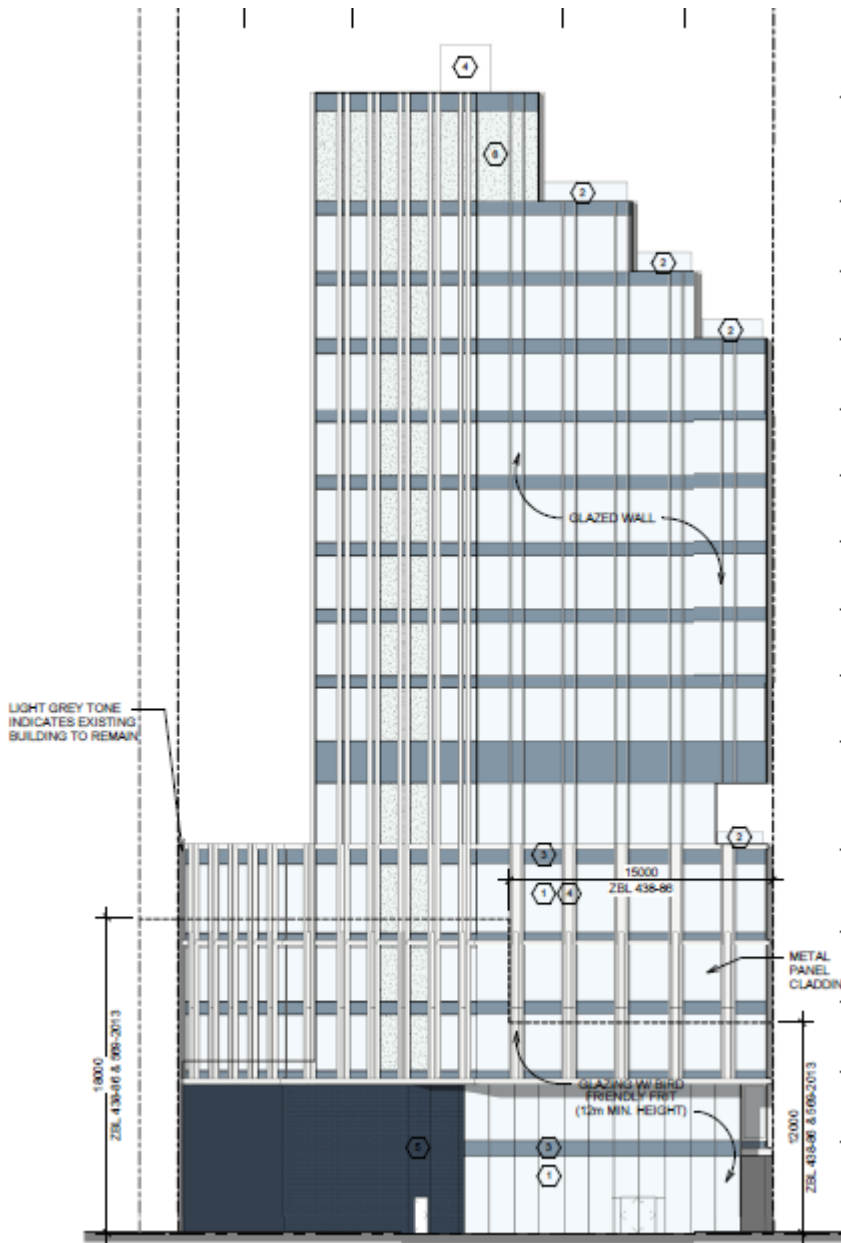 4
6
2
2
2
GLAZED WALL
LIGHT GREY TONE
INDICATES EXISTING
BUILDING TO REMAIN
2
3
15000
ZBL 438-86
1 4
METAL
PANEL
CLADDIN
18000
ZBL 438-86 & 569-2013
GLAZING W/ BIRD
FRIENDLY FRIT
(12m MIN. HEIGHT)
12000
ZBL 438-86 & 569-2013
5
3
1